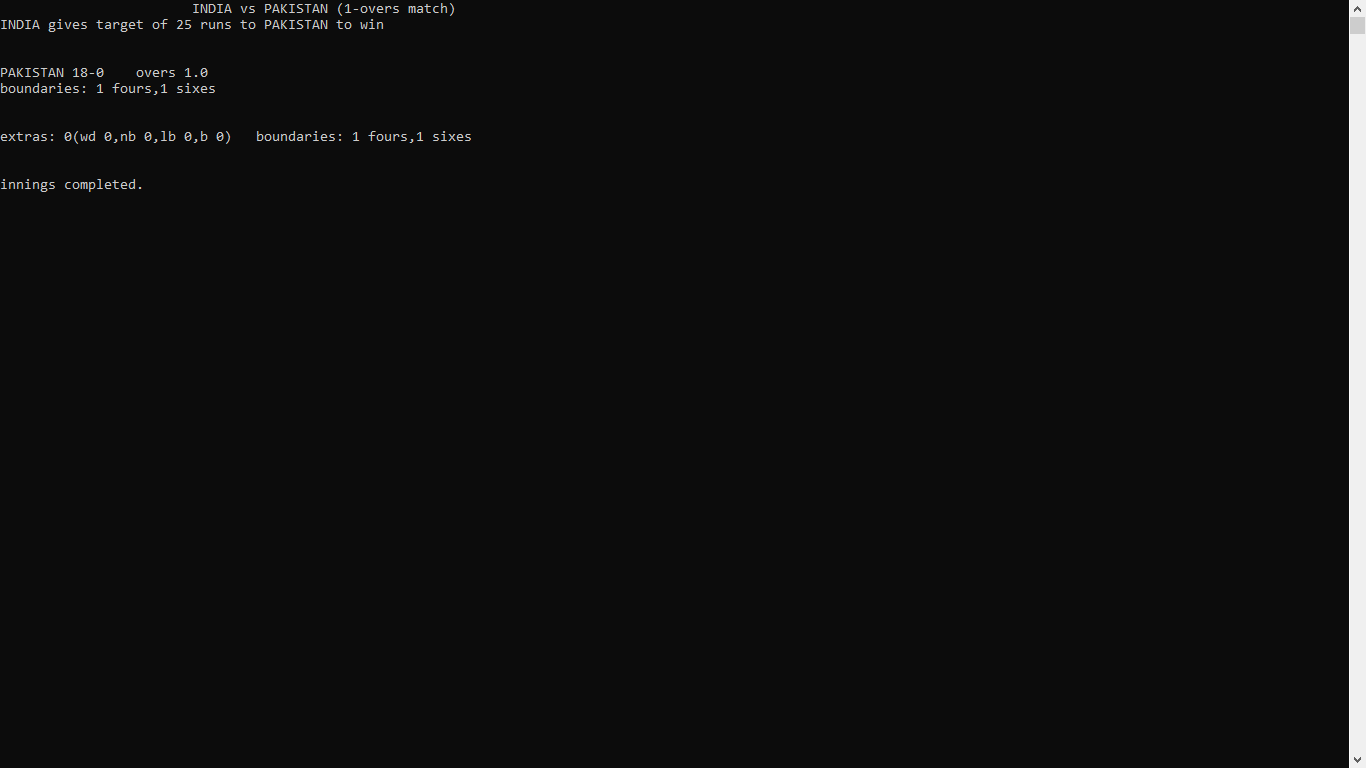 INDIA vs PAKISTAN (1-overs match)
INDIA gives target of 25 runs to PAKISTAN to win
PAKISTAN 18-0    overs 1.0
boundaries: 1 fours,1 sixes
extras: 0(wd 0,nb 0,lb 0,b 0)   boundaries: 1 fours,1 sixes
innings completed.